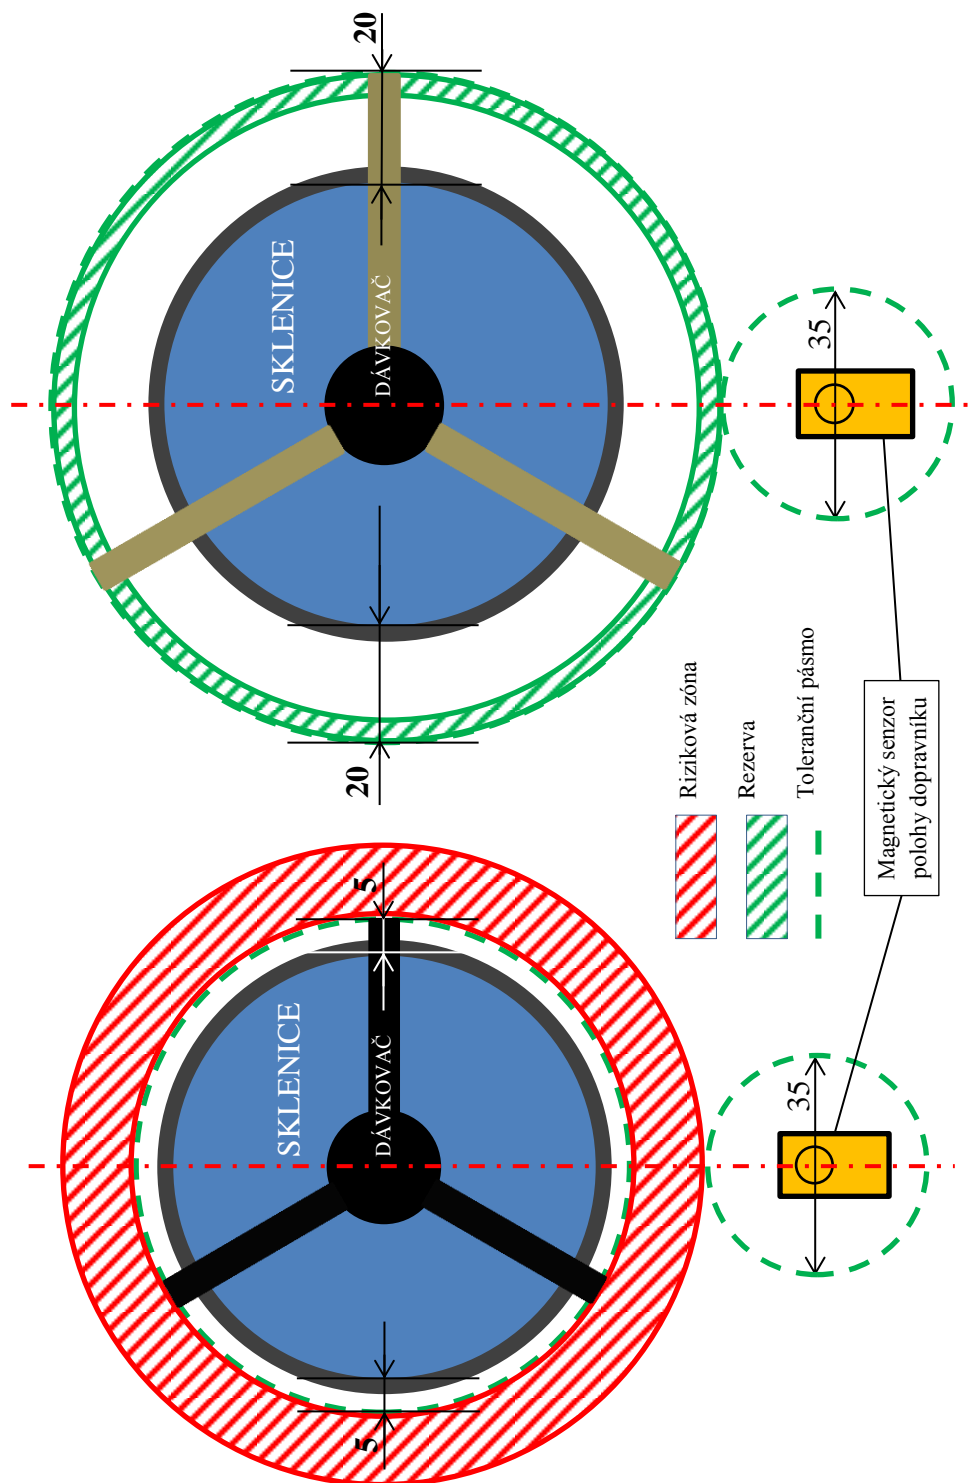 20
SKLENICE
DÁVKOVAČ
35
20
Riziková zóna
Rezerva
Toleranční pásmo
Magnetický senzor
polohy dopravníku
5
SKLENICE
DÁVKOVAČ
35
5